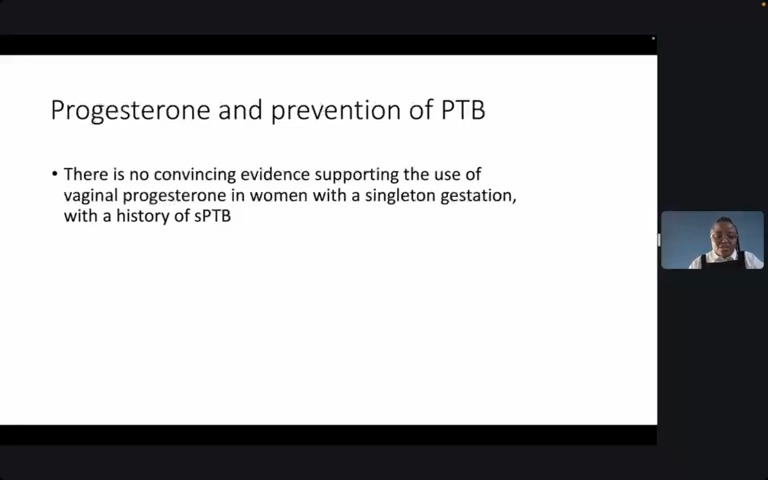 Progesterone and prevention of PTB
• There is no convincing evidence supporting the use of
vaginal progesterone in women with a singleton gestation,
with a history of sPTB